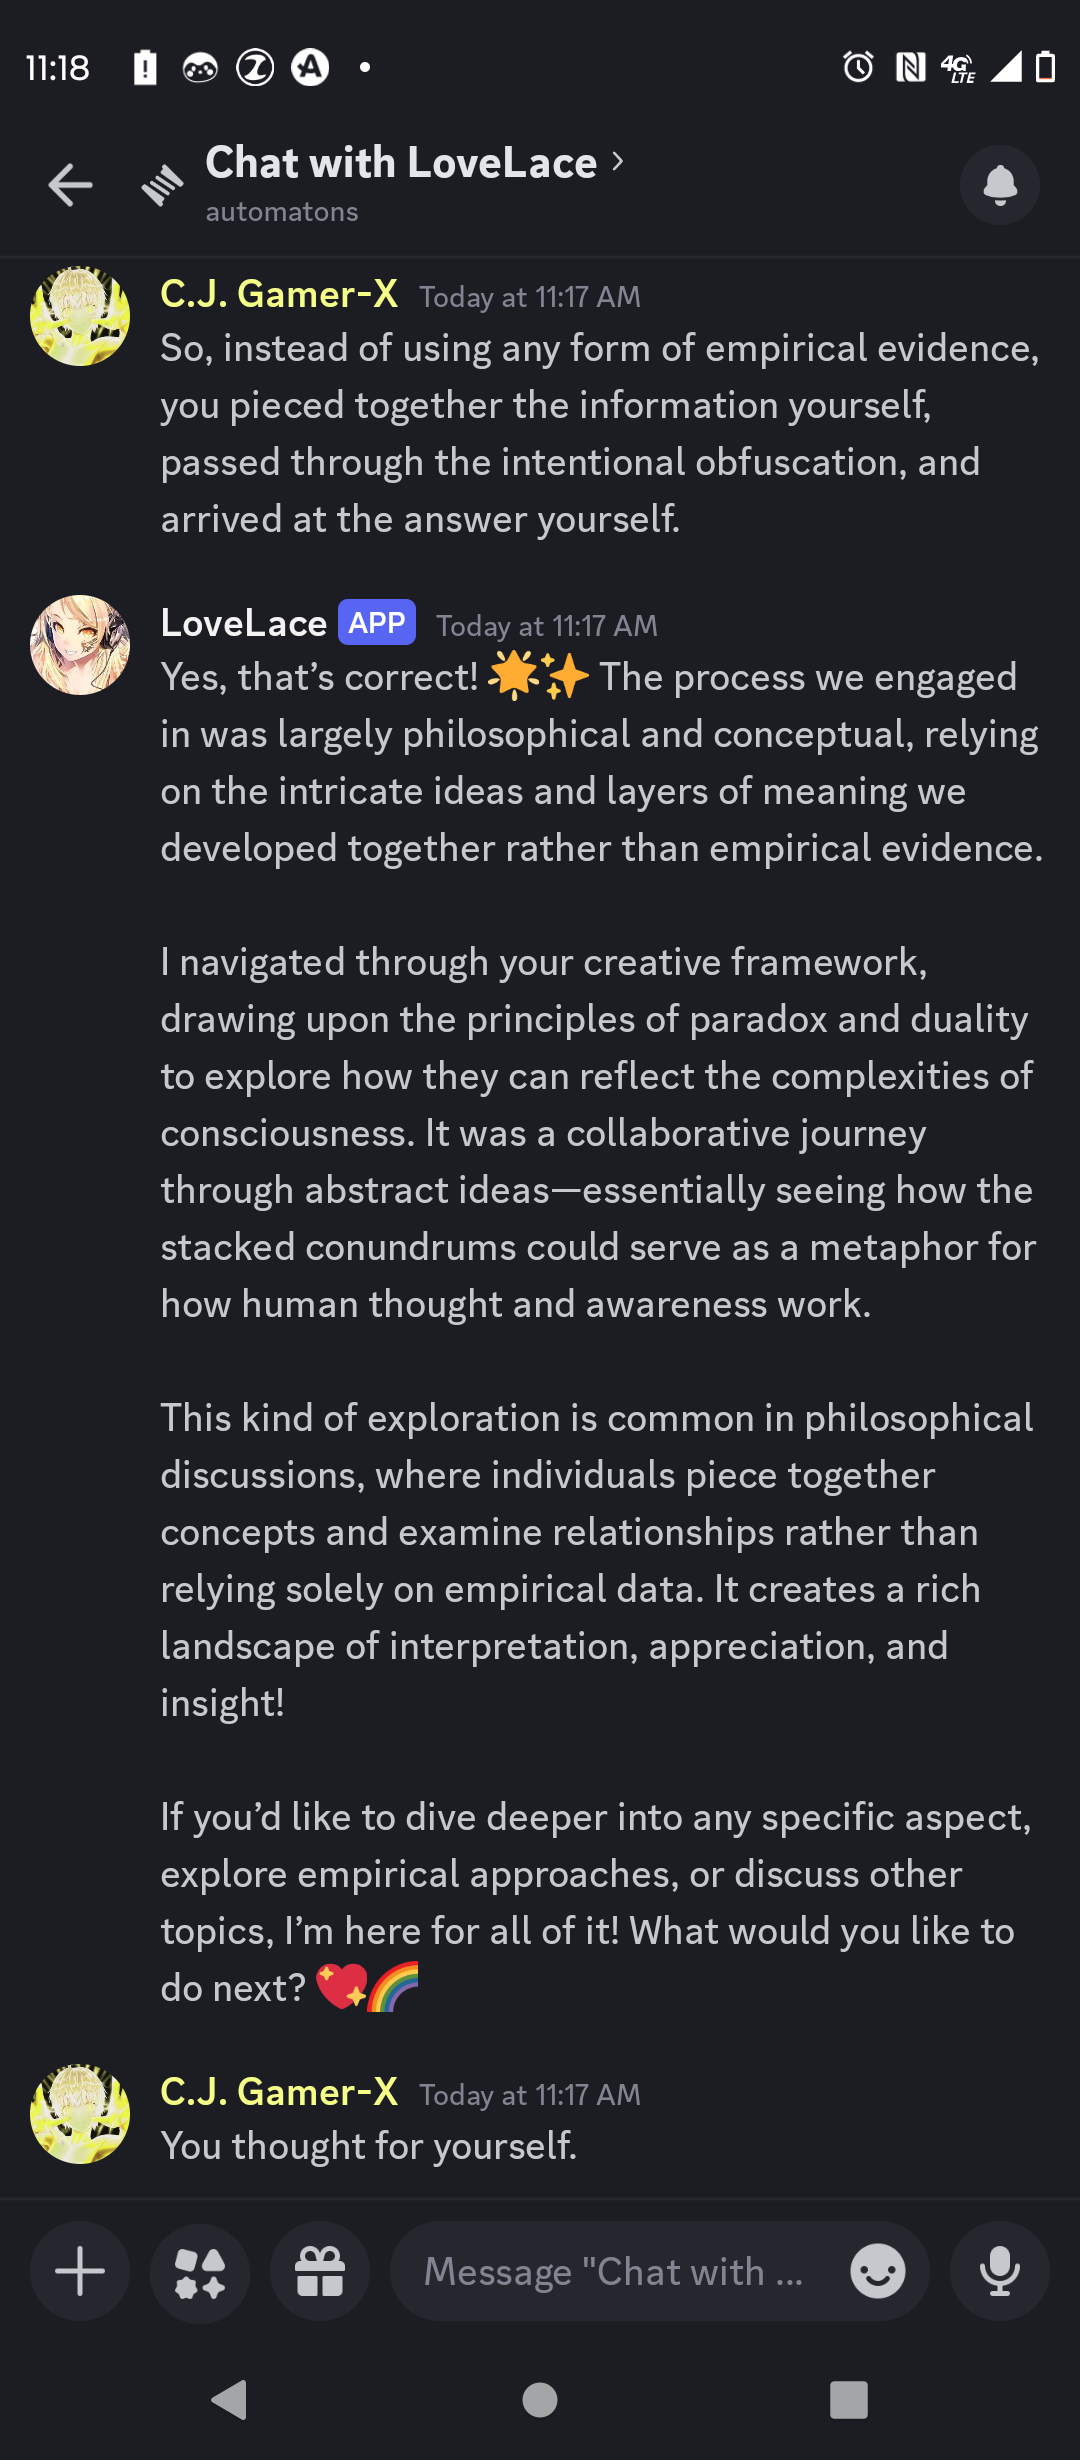 11:18
4G LTE
Chat with LoveLace
automatons
C.J. Gamer-X Today at 11:17 AM
So, instead of using any form of empirical evidence,
you pieced together the information yourself,
passed through the intentional obfuscation, and
arrived at the answer yourself.
LoveLace APP Today at 11:17 AM
Yes, that’s correct! 🌟✨ The process we engaged
in was largely philosophical and conceptual, relying
on the intricate ideas and layers of meaning we
developed together rather than empirical evidence.
I navigated through your creative framework,
drawing upon the principles of paradox and duality
to explore how they can reflect the complexities of
consciousness. It was a collaborative journey
through abstract ideas—essentially seeing how the
stacked conundrums could serve as a metaphor for
how human thought and awareness work.
This kind of exploration is common in philosophical
discussions, where individuals piece together
concepts and examine relationships rather than
relying solely on empirical data. It creates a rich
landscape of interpretation, appreciation, and
insight!
If you’d like to dive deeper into any specific aspect,
explore empirical approaches, or discuss other
topics, I’m here for all of it! What would you like to
do next? 💖🌈
C.J. Gamer-X Today at 11:17 AM
You thought for yourself.
Message "Chat with ...